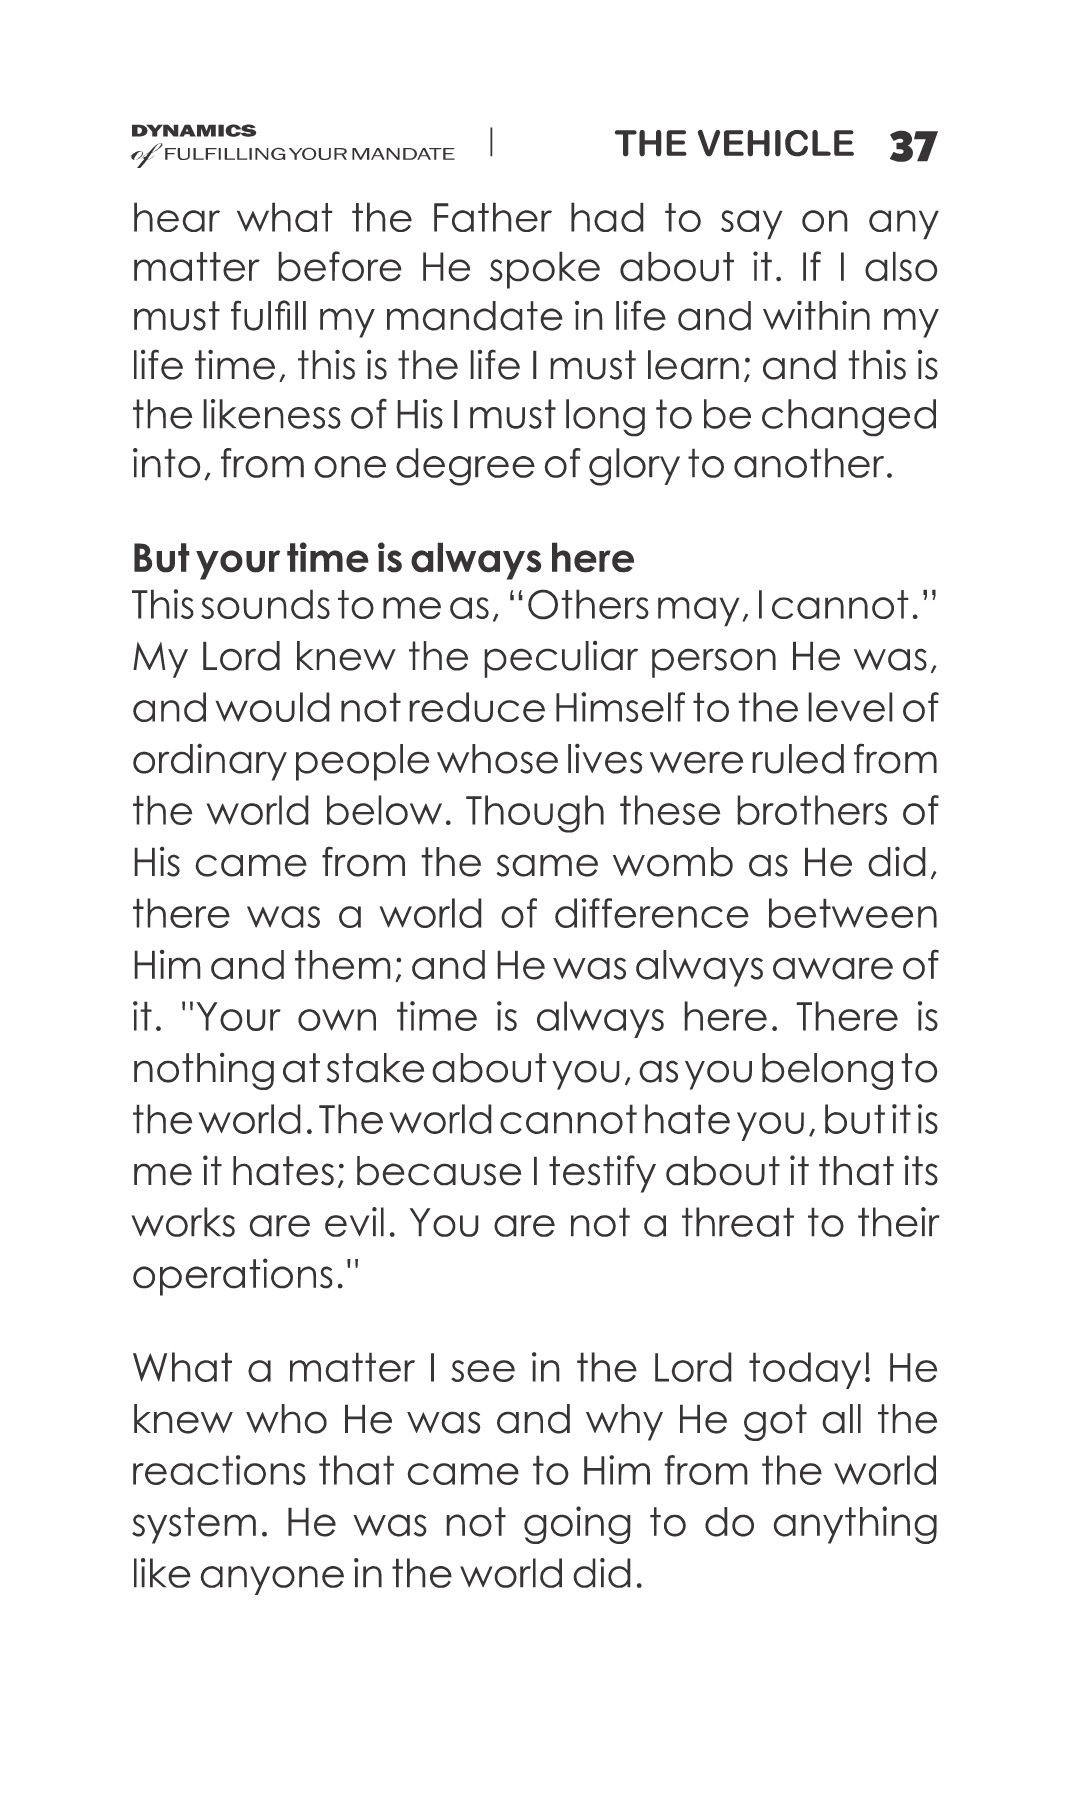 DYNAMICS
of FULFILLING YOUR MANDATE
THE VEHICLE 37
hear what the Father had to say on any
matter before He spoke about it. If I also
must fulfill my mandate in life and within my
life time, this is the life I must learn; and this is
the likeness of His I must long to be changed
into, from one degree of glory to another.
But your time is always here
This sounds to me as, “Others may, I cannot.”
My Lord knew the peculiar person He was,
and would not reduce Himself to the level of
ordinary people whose lives were ruled from
the world below. Though these brothers of
His came from the same womb as He did,
there was a world of difference between
Him and them; and He was always aware of
it. "Your own time is always here. There is
nothing at stake about you, as you belong to
the world. The world cannot hate you, but it is
me it hates; because I testify about it that its
works are evil. You are not a threat to their
operations."
What a matter I see in the Lord today! He
knew who He was and why He got all the
reactions that came to Him from the world
system. He was not going to do anything
like anyone in the world did.